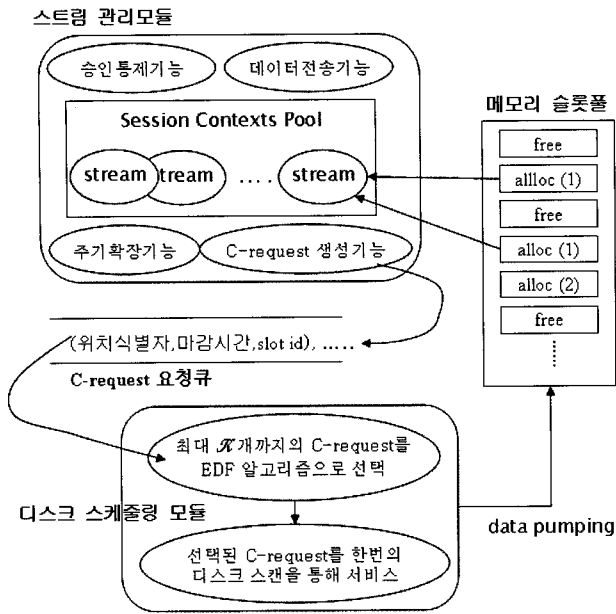 스트림 관리모듈
승인통제기능
데이터전송기능
Session Contexts Pool
stream
tream
....
stream
주기확장기능
C-request 생성기능
메모리 슬롯풀
free
allloc (1)
free
alloc (1)
alloc (2)
free
(위치식별자,마감시간,slot id), .....
C-request 요청큐
최대 K개까지의 C-request를
EDF 알고리즘으로 선택
디스크 스케줄링 모듈
선택된 C-request를 한번의
디스크 스캔을 통해 서비스
data pumping